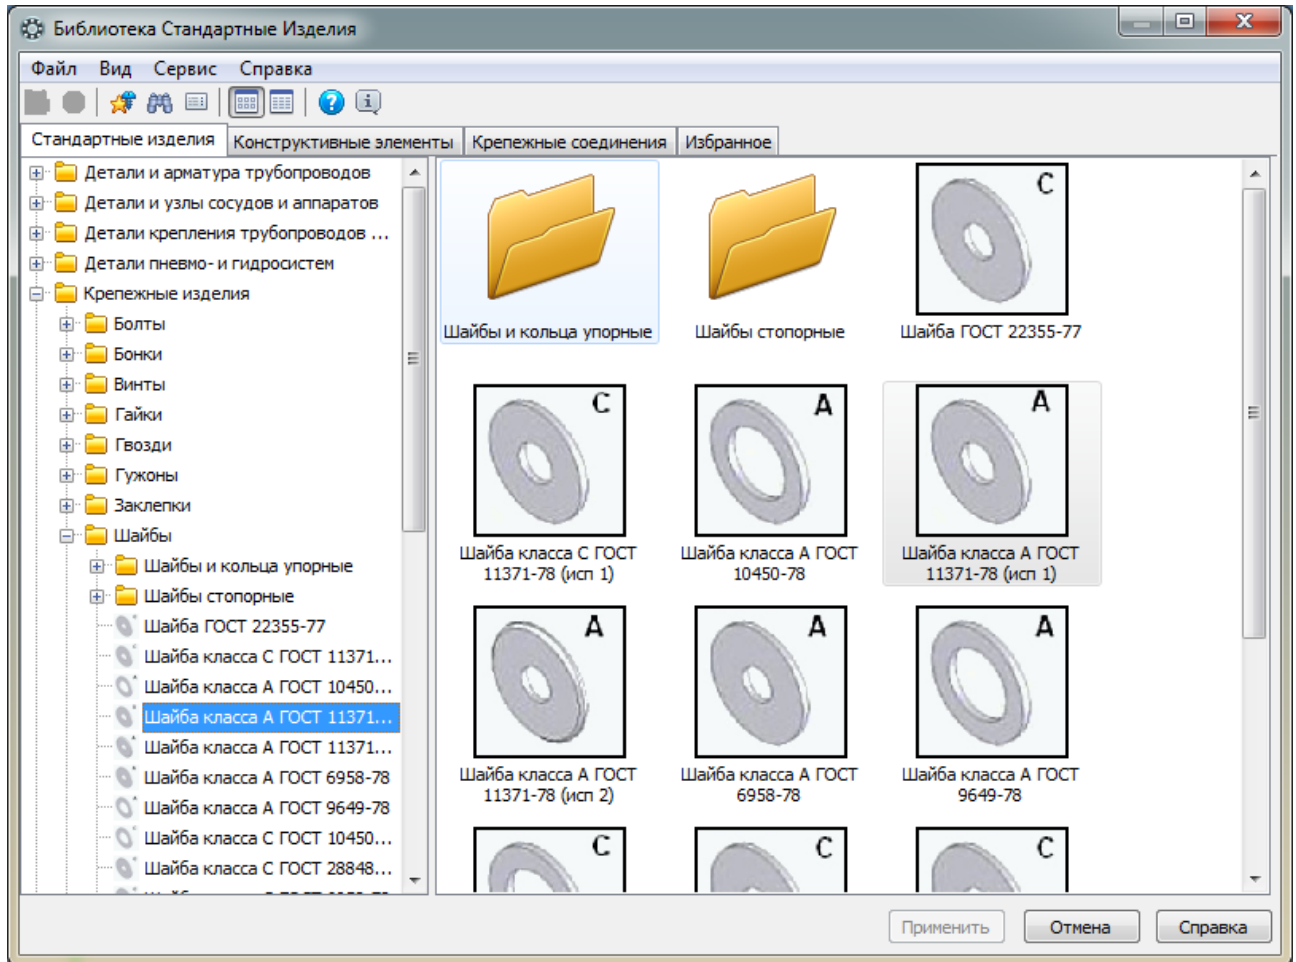 Библиотека Стандартные Изделия
Файл Вид Сервис Справка
Стандартные изделия Конструктивные элементы Крепежные соединения Избранное
Детали и арматура трубопроводов
Детали и узлы сосудов и аппаратов
Детали крепления трубопроводов ...
Детали пневмо- и гидросистем
Крепежные изделия
Болты
Бонки
Винты
Гайки
Гвозди
Гужоны
Заклепки
Шайбы
Шайбы и кольца упорные
Шайбы стопорные
Шайба ГОСТ 22355-77
Шайба класса С ГОСТ 11371...
Шайба класса А ГОСТ 10450...
Шайба класса А ГОСТ 11371...
Шайба класса А ГОСТ 11371...
Шайба класса А ГОСТ 6958-78
Шайба класса А ГОСТ 9649-78
Шайба класса С ГОСТ 10450...
Шайба класса С ГОСТ 28848...
C
Шайбы и кольца упорные
Шайбы стопорные
Шайба ГОСТ 22355-77
C
A
A
Шайба класса С ГОСТ
11371-78 (исп 1)
Шайба класса А ГОСТ
10450-78
Шайба класса А ГОСТ
11371-78 (исп 1)
A
A
A
Шайба класса А ГОСТ
11371-78 (исп 2)
Шайба класса А ГОСТ
6958-78
Шайба класса А ГОСТ
9649-78
C
C
C
Применить Отмена Справка